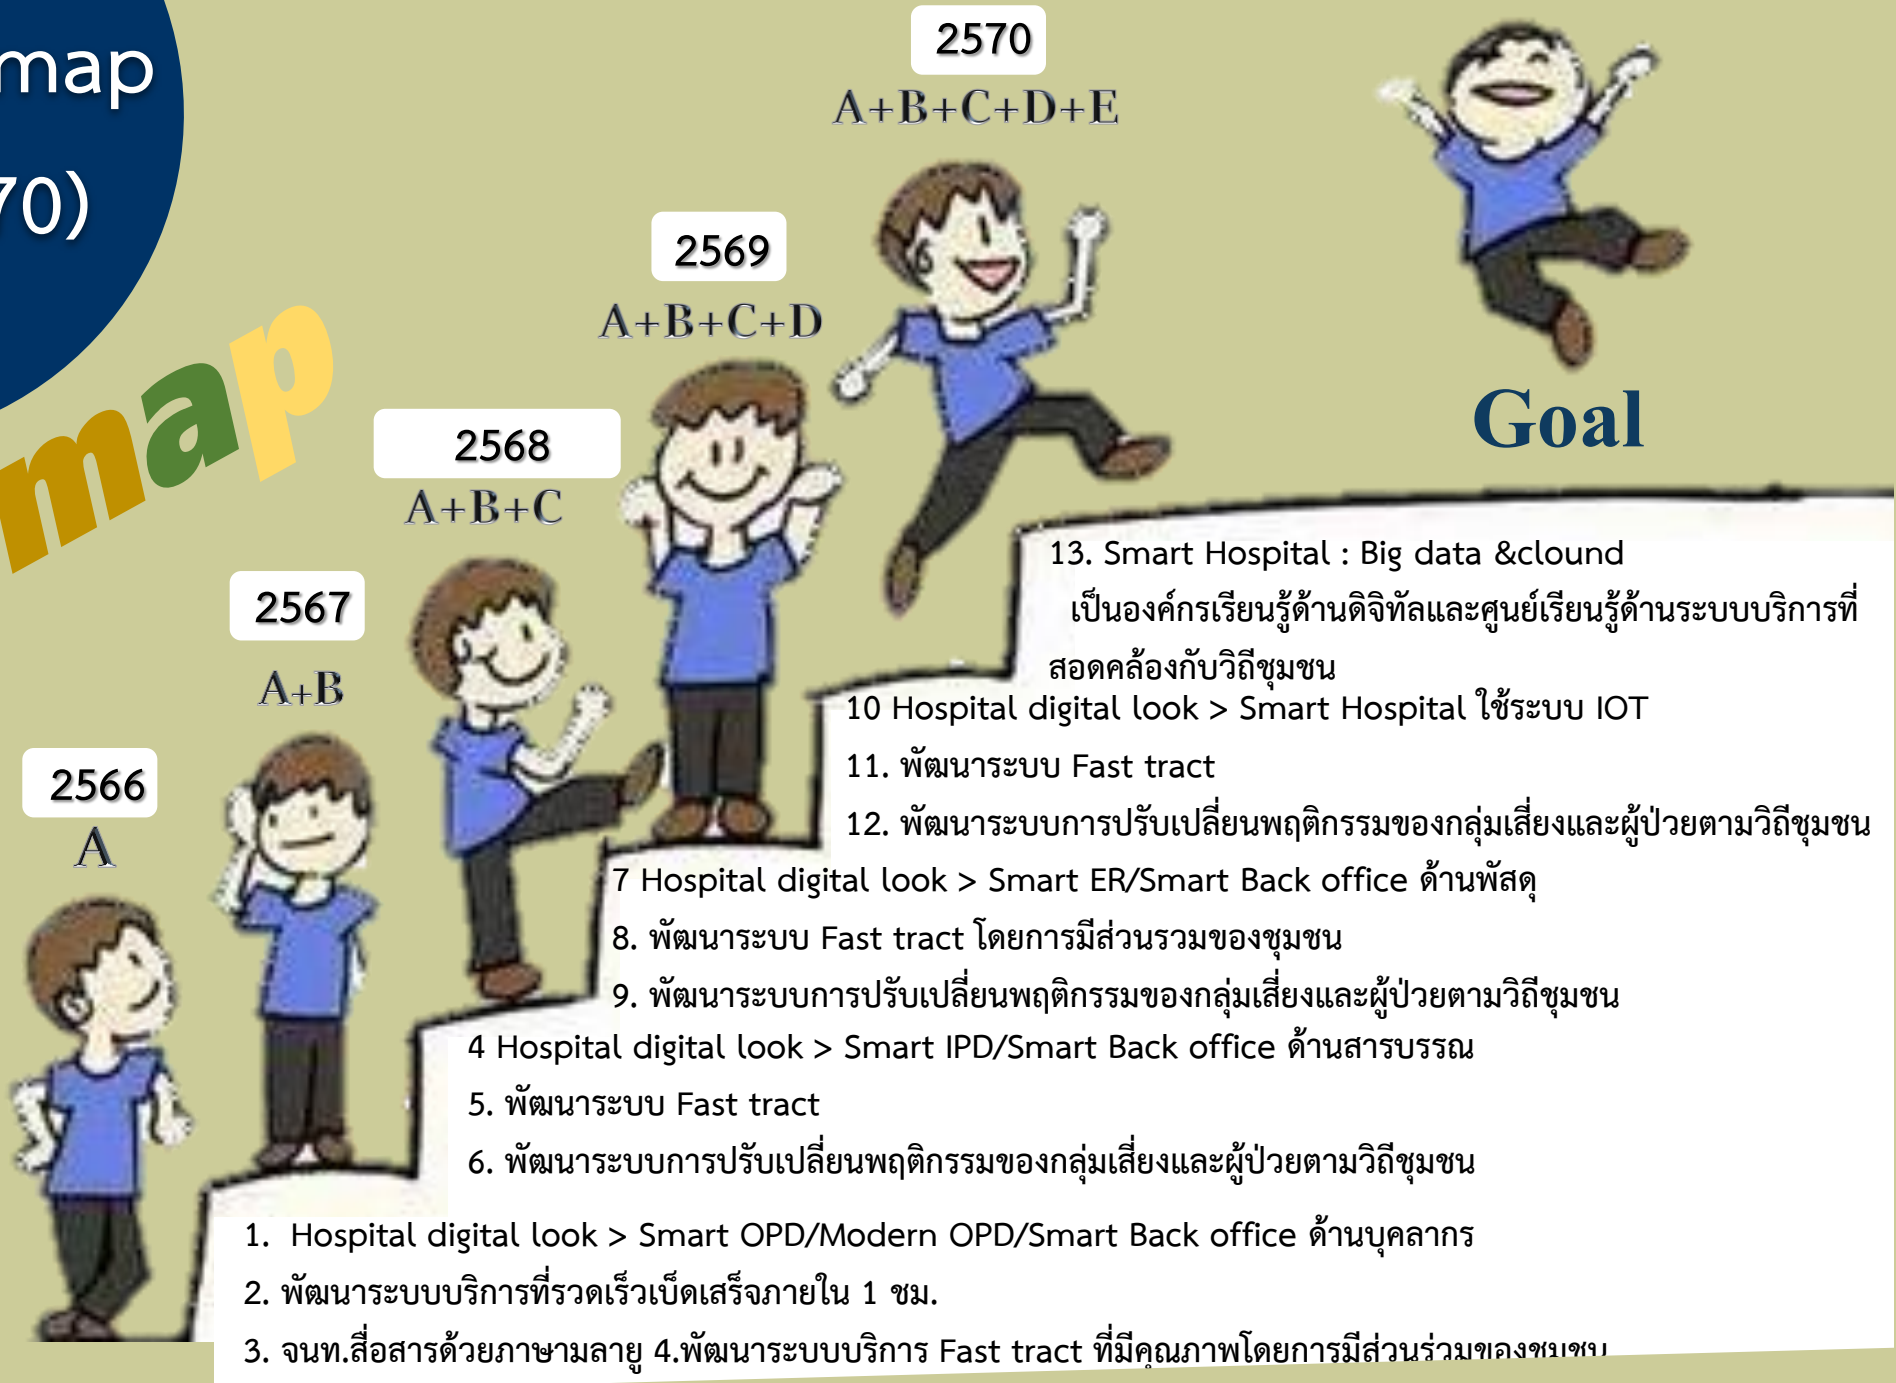 map
70)
map
2570
A+B+C+D+E
2569
A+B+C+D
2568
A+B+C
2567
A+B
2566
A
Goal
13. Smart Hospital : Big data &clound
เป็นองค์กรเรียนรู้ด้านดิจิทัลและศูนย์เรียนรู้ด้านระบบบริการที่
สอดคล้องกับวิถีชุมชน
10 Hospital digital look > Smart Hospital ใช้ระบบ IOT
11. พัฒนาระบบ Fast tract
12. พัฒนาระบบการปรับเปลี่ยนพฤติกรรมของกลุ่มเสี่ยงและผู้ป่วยตามวิถีชุมชน
7 Hospital digital look > Smart ER/Smart Back office ด้านพัสดุ
8. พัฒนาระบบ Fast tract โดยการมีส่วนรวมของชุมชน
9. พัฒนาระบบการปรับเปลี่ยนพฤติกรรมของกลุ่มเสี่ยงและผู้ป่วยตามวิถีชุมชน
4 Hospital digital look > Smart IPD/Smart Back office ด้านสารบรรณ
5. พัฒนาระบบ Fast tract
6. พัฒนาระบบการปรับเปลี่ยนพฤติกรรมของกลุ่มเสี่ยงและผู้ป่วยตามวิถีชุมชน
1. Hospital digital look > Smart OPD/Modern OPD/Smart Back office ด้านบุคลากร
2. พัฒนาระบบบริการที่รวดเร็วเบ็ดเสร็จภายใน 1 ชม.
3. จนท.สื่อสารด้วยภาษามลายู 4.พัฒนาระบบบริการ Fast tract ที่มีคุณภาพโดยการมีส่วนร่วมของชุมชน